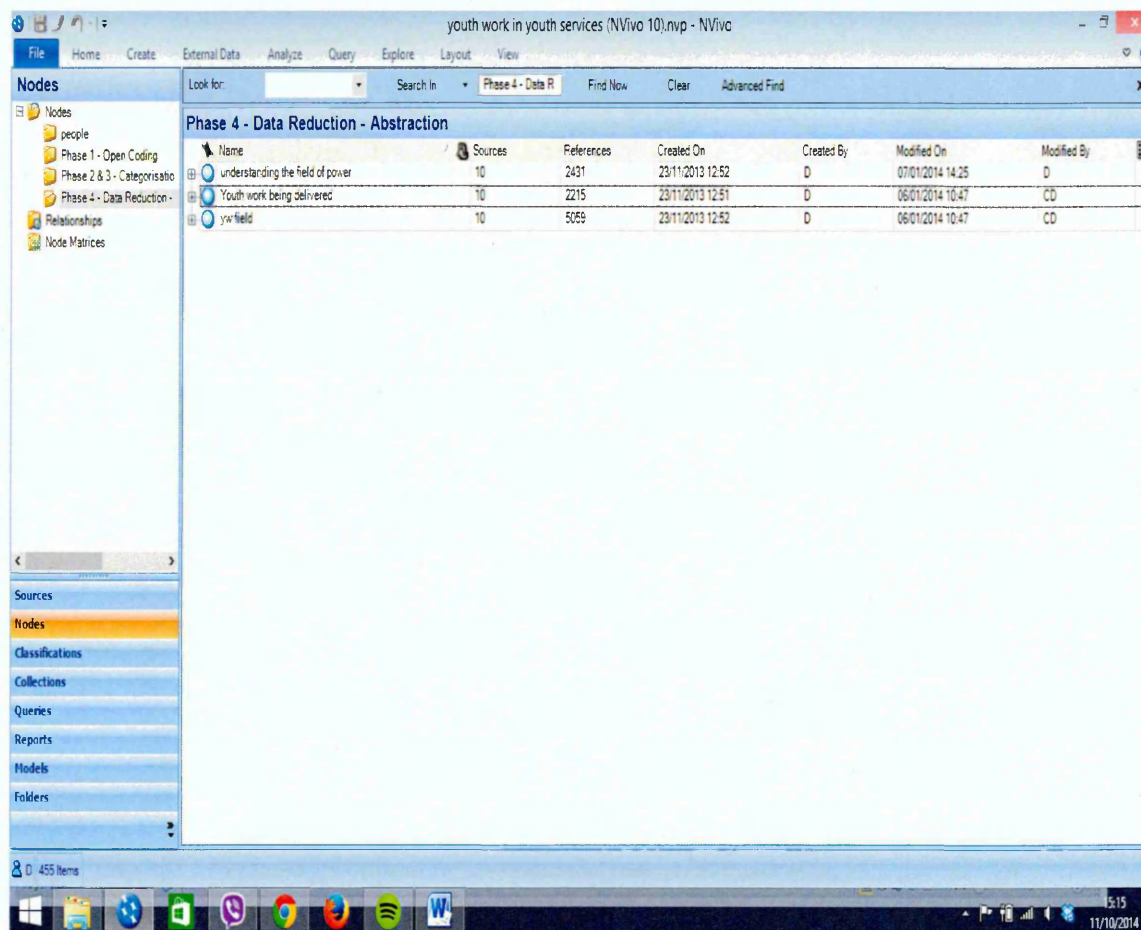 youth work in youth services (NVivo 10).nvp - NVivo
File Home Create External Data Analyze Query Explore Layout View
Nodes
Look for: Search In Phase 4 - Data R Find Now Clear Advanced Find
Nodes
people
Phase 1 - Open Coding
Phase 2 & 3 - Categorisatio
Phase 4 - Data Reduction -
Relationships
Node Matrices
Phase 4 - Data Reduction - Abstraction
Name Sources References Created On Created By Modified On Modified By
understanding the field of power 10 2431 23/11/2013 12:52 D 07/01/2014 14:25 D
Youth work being delivered 10 2215 23/11/2013 12:51 D 06/01/2014 10:47 CD
yw field 10 5059 23/11/2013 12:52 D 06/01/2014 10:47 CD
Sources
Nodes
Classifications
Collections
Queries
Reports
Models
Folders
D 455 Items
15:15
11/10/2014